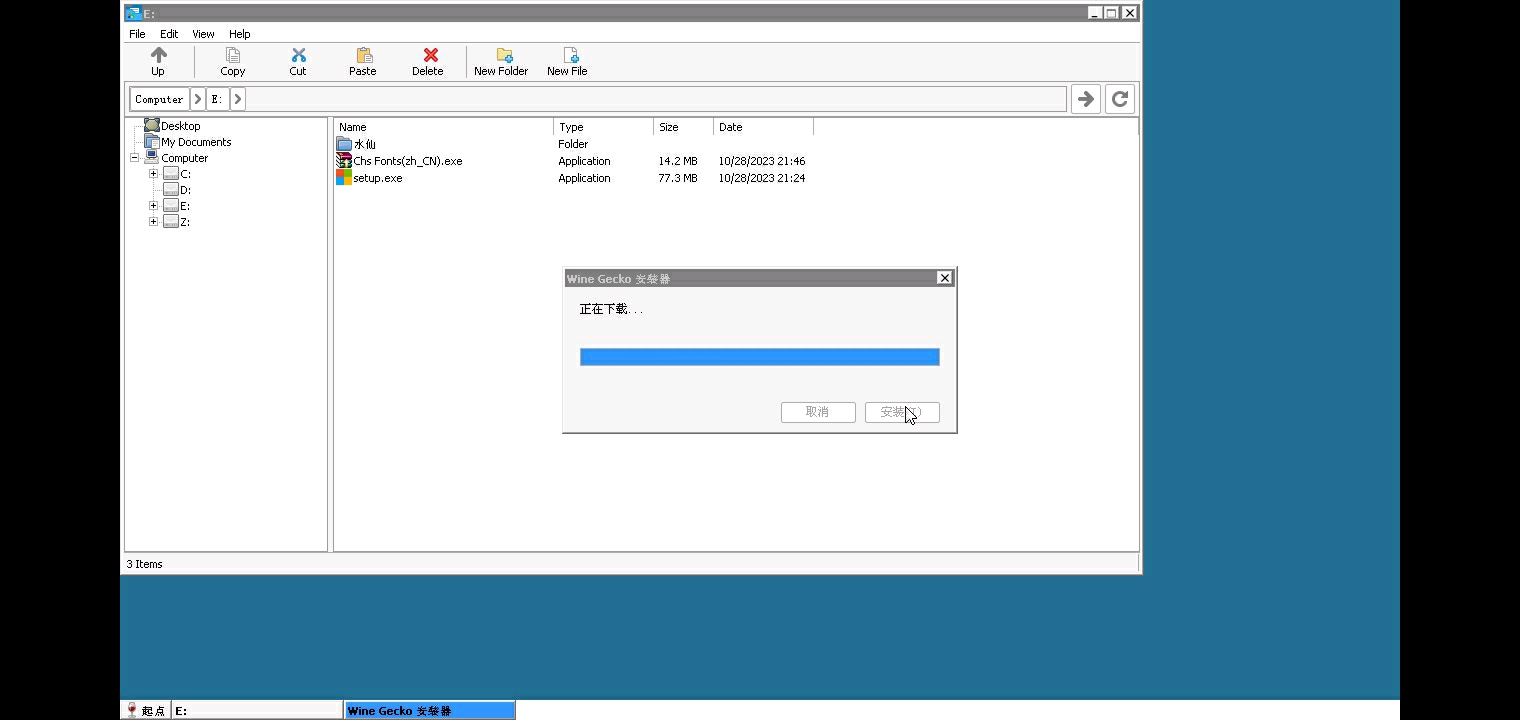 E:
File Edit View Help
Up Copy Cut Paste Delete New Folder New File
Computer E:
Desktop
My Documents
Computer
C:
D:
E:
Z:
Name Type Size Date
水仙 Folder
Chs Fonts(zh_CN).exe Application 14.2 MB 10/28/2023 21:46
setup.exe Application 77.3 MB 10/28/2023 21:24
Wine Gecko 安装器
正在下载...
取消 安装
3 Items
起点 E: Wine Gecko 安装器